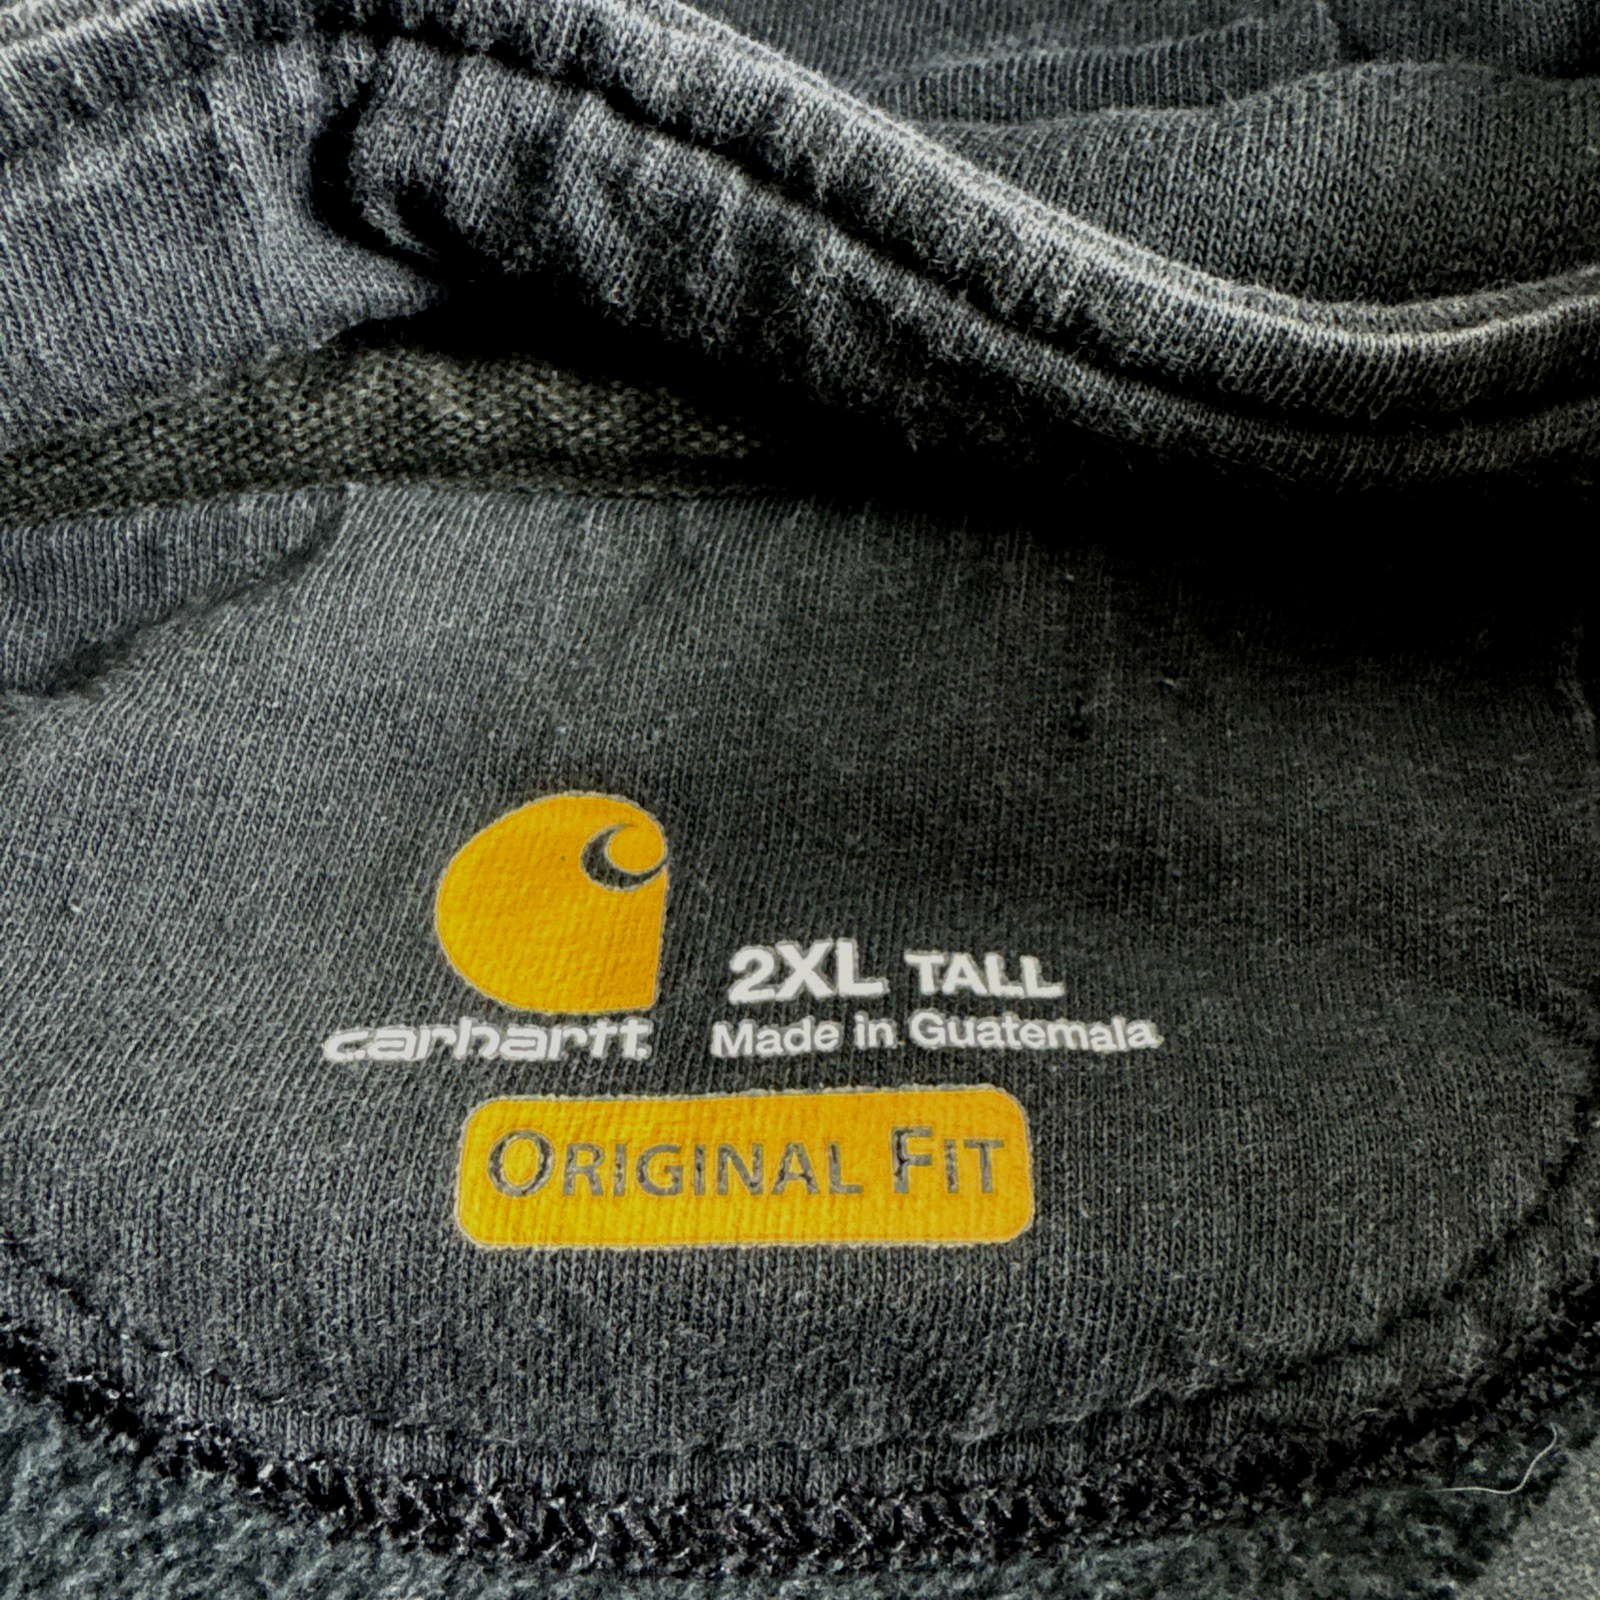 2XL TALL
carhartt.
Made in Guatemala
ORIGINAL FIT